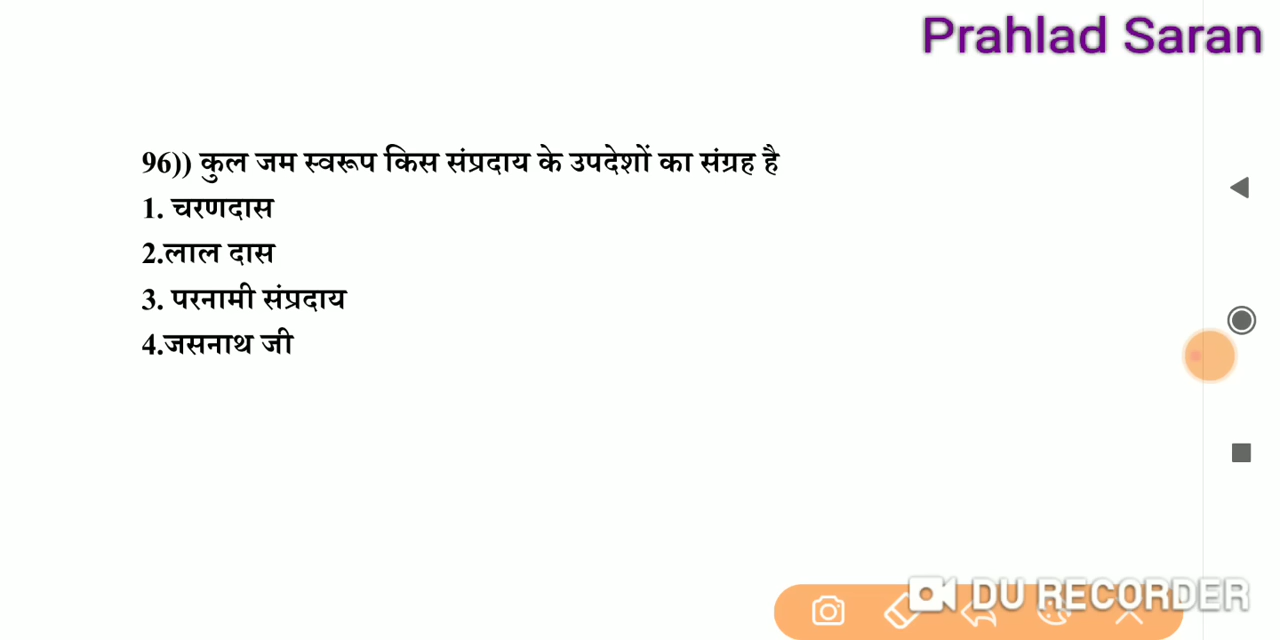 Prahlad Saran
96)) कुल जम स्वरूप किस संप्रदाय के उपदेशों का संग्रह है
1. चरणदास
2.लाल दास
3. परनामी संप्रदाय
4.जसनाथ जी
DU RECORDER